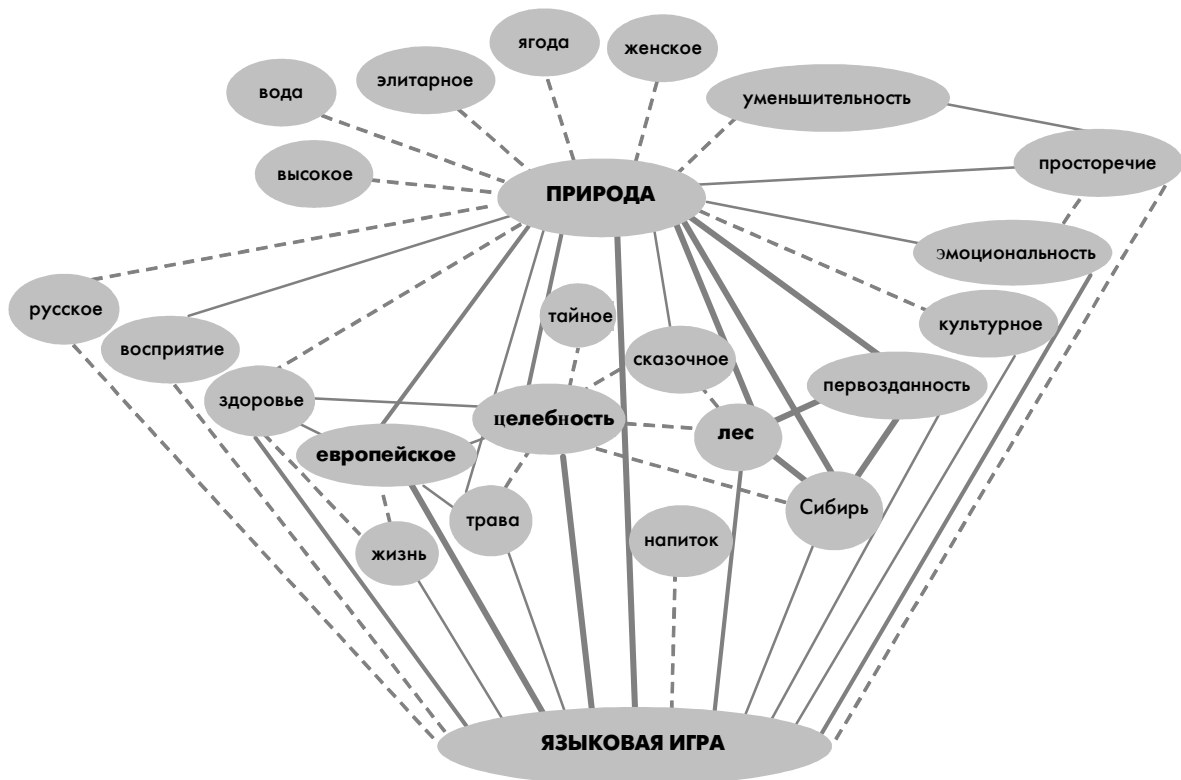 ягода
женское
элитарное
вода
уменьшительность
просторечие
высокое
ПРИРОДА
эмоциональность
русское
тайное
культурное
восприятие
сказочное
первозданность
здоровье
целебность
лес
европейское
Сибирь
трава
напиток
жизнь
ЯЗЫКОВАЯ ИГРА